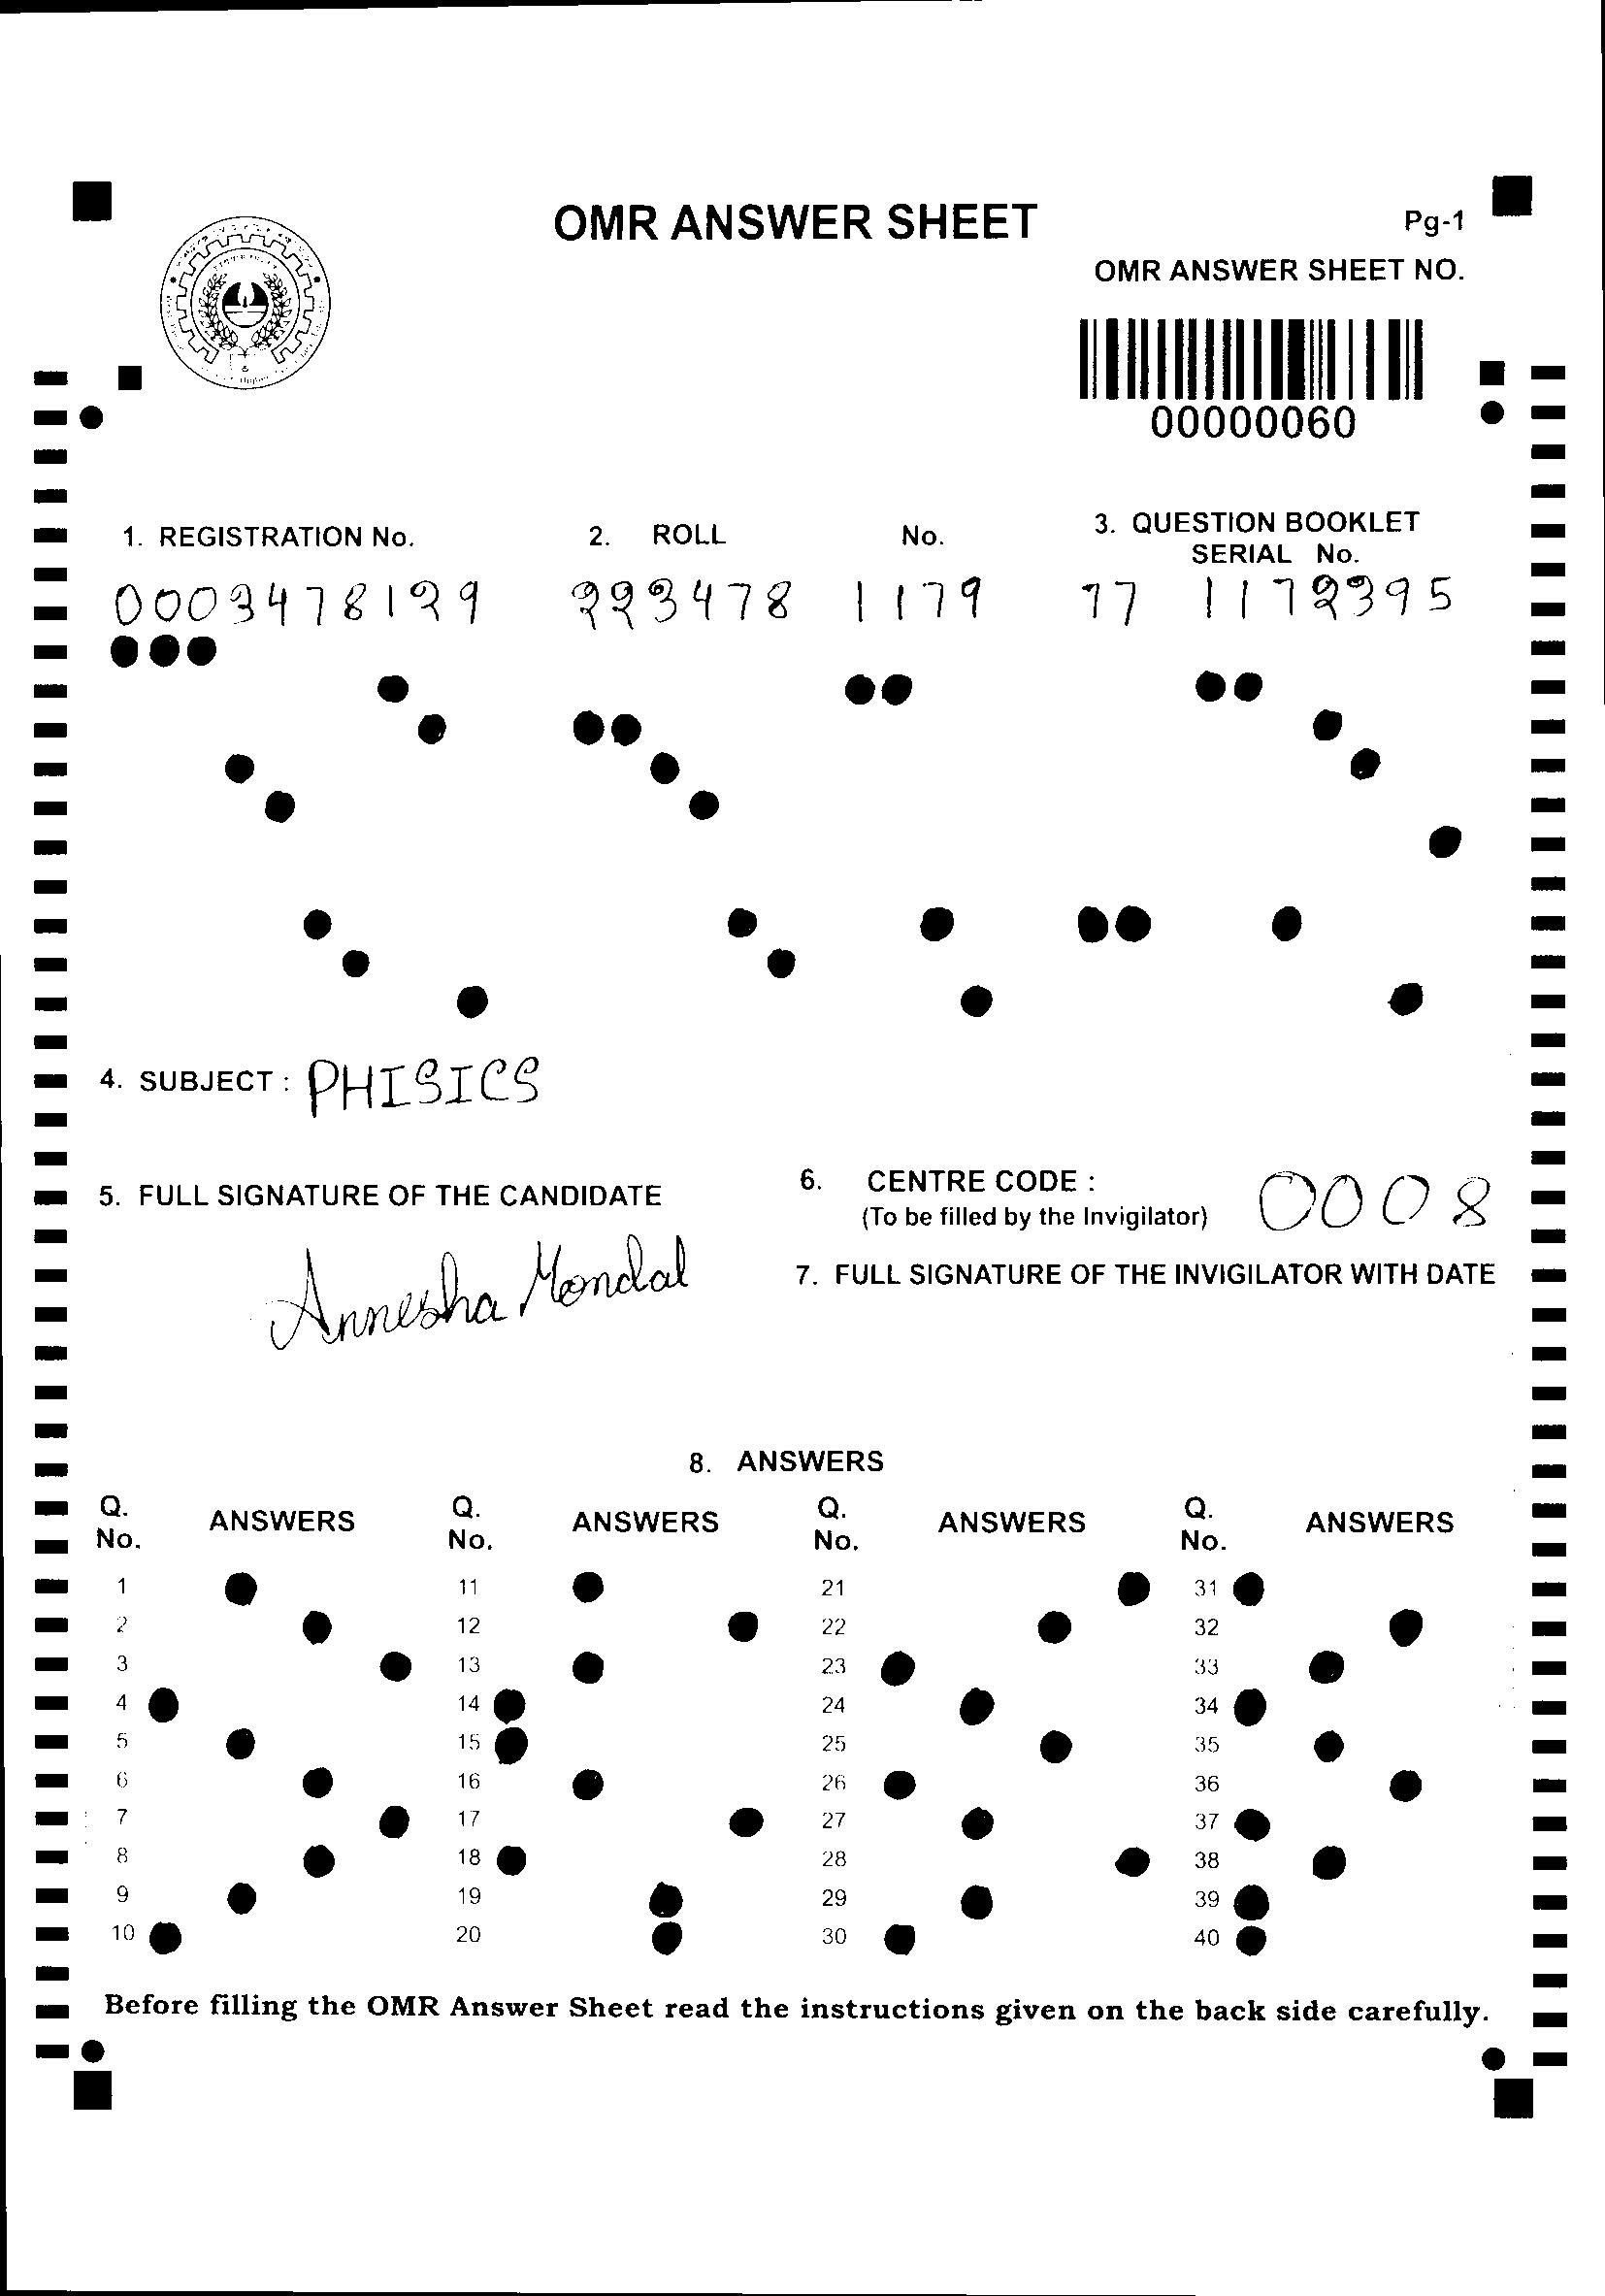 OMR ANSWER SHEET
Pg-1
OMR ANSWER SHEET NO.
00000060
1. REGISTRATION No.
2. ROLL No.
3. QUESTION BOOKLET
SERIAL No.
0003478129 223478 1179 77 1172395
4. SUBJECT : PHISICS
5. FULL SIGNATURE OF THE CANDIDATE
Annesha Mondal
6. CENTRE CODE : 0008
(To be filled by the Invigilator)
7. FULL SIGNATURE OF THE INVIGILATOR WITH DATE
8. ANSWERS
Q. No. ANSWERS Q. No. ANSWERS Q. No. ANSWERS Q. No. ANSWERS
1 11 21 31
2 12 22 32
3 13 23 33
4 14 24 34
5 15 25 35
6 16 26 36
7 17 27 37
8 18 28 38
9 19 29 39
10 20 30 40
Before filling the OMR Answer Sheet read the instructions given on the back side carefully.